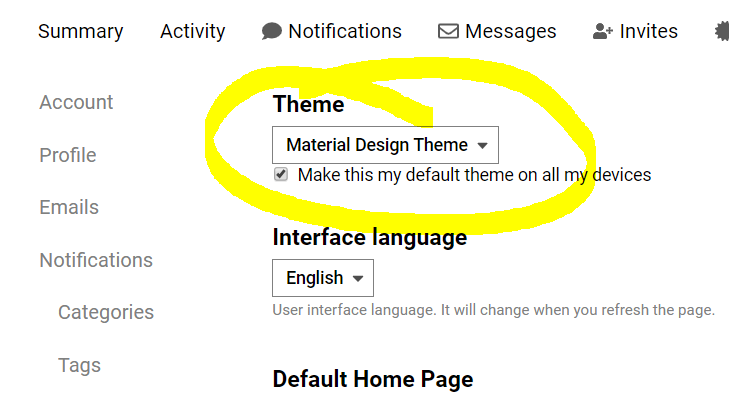 Summary Activity Notifications Messages Invites
Account
Profile
Emails
Notifications
Categories
Tags
Theme
Material Design Theme
Make this my default theme on all my devices
Interface language
English
User interface language. It will change when you refresh the page.
Default Home Page